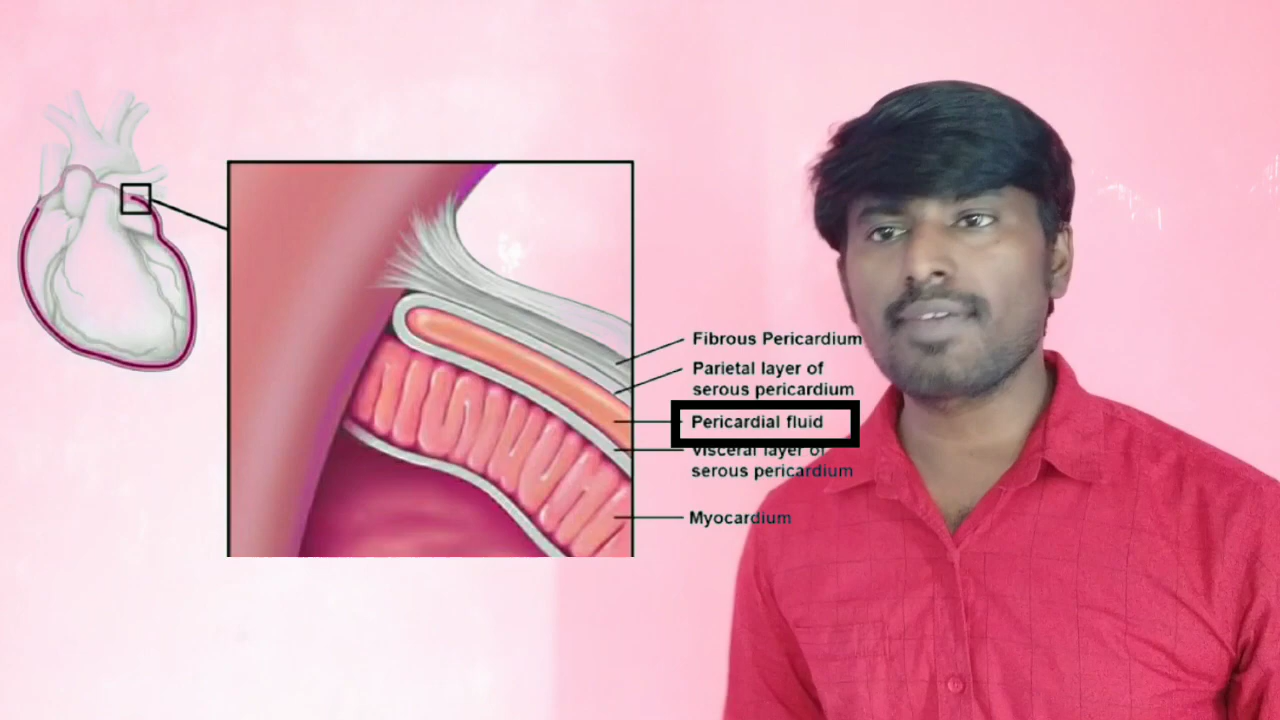 Fibrous Pericardium
Parietal layer of
serous pericardium
Pericardial fluid
Visceral layer of
serous pericardium
Myocardium